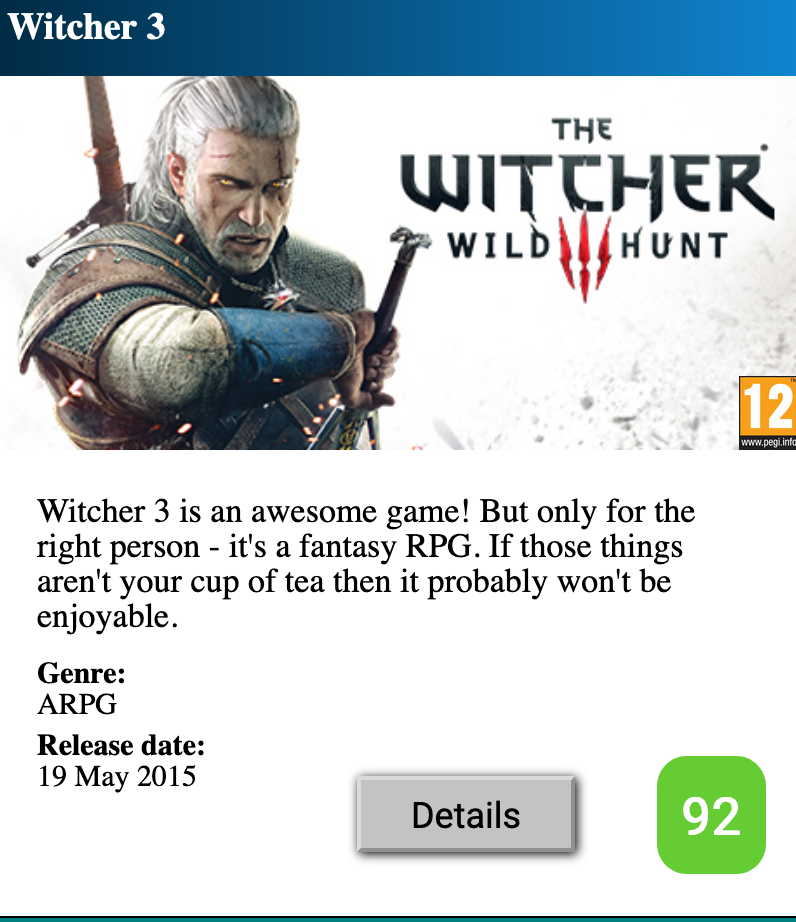 Witcher 3
THE
WITCHER
WILD HUNT
12
www.pegi.info
Witcher 3 is an awesome game! But only for the
right person - it's a fantasy RPG. If those things
aren't your cup of tea then it probably won't be
enjoyable.
Genre:
ARPG
Release date:
19 May 2015
Details
92